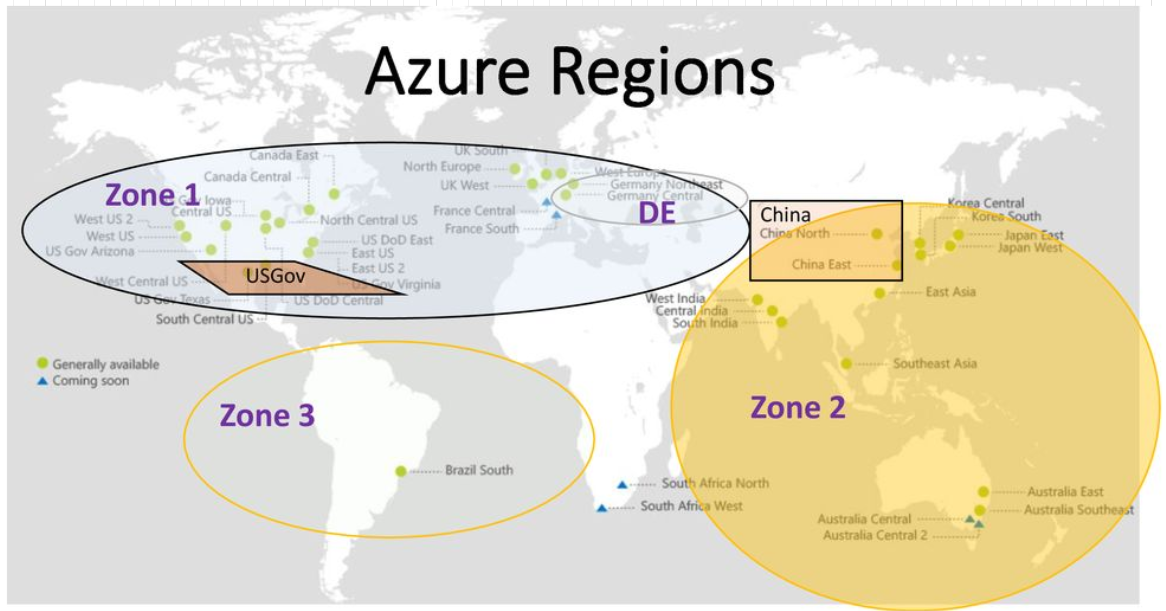 Azure Regions
Canada East
Canada Central
Zone 1
Gov Iowa
Central US
West US 2
West US
US Gov Arizona
North Central US
US DoD East
East US
East US 2
US Gov Virginia
West Central US
USGov
US Gov Texas
US DoD Central
South Central US
UK South
North Europe
West Europe
UK West
Germany Northeast
Germany Central
DE
France Central
France South
China
China North
China East
Korea Central
Korea South
Japan East
Japan West
West India
Central India
South India
East Asia
Southeast Asia
Generally available
Coming soon
Zone 3
Zone 2
Brazil South
South Africa North
South Africa West
Australia East
Australia Southeast
Australia Central
Australia Central 2